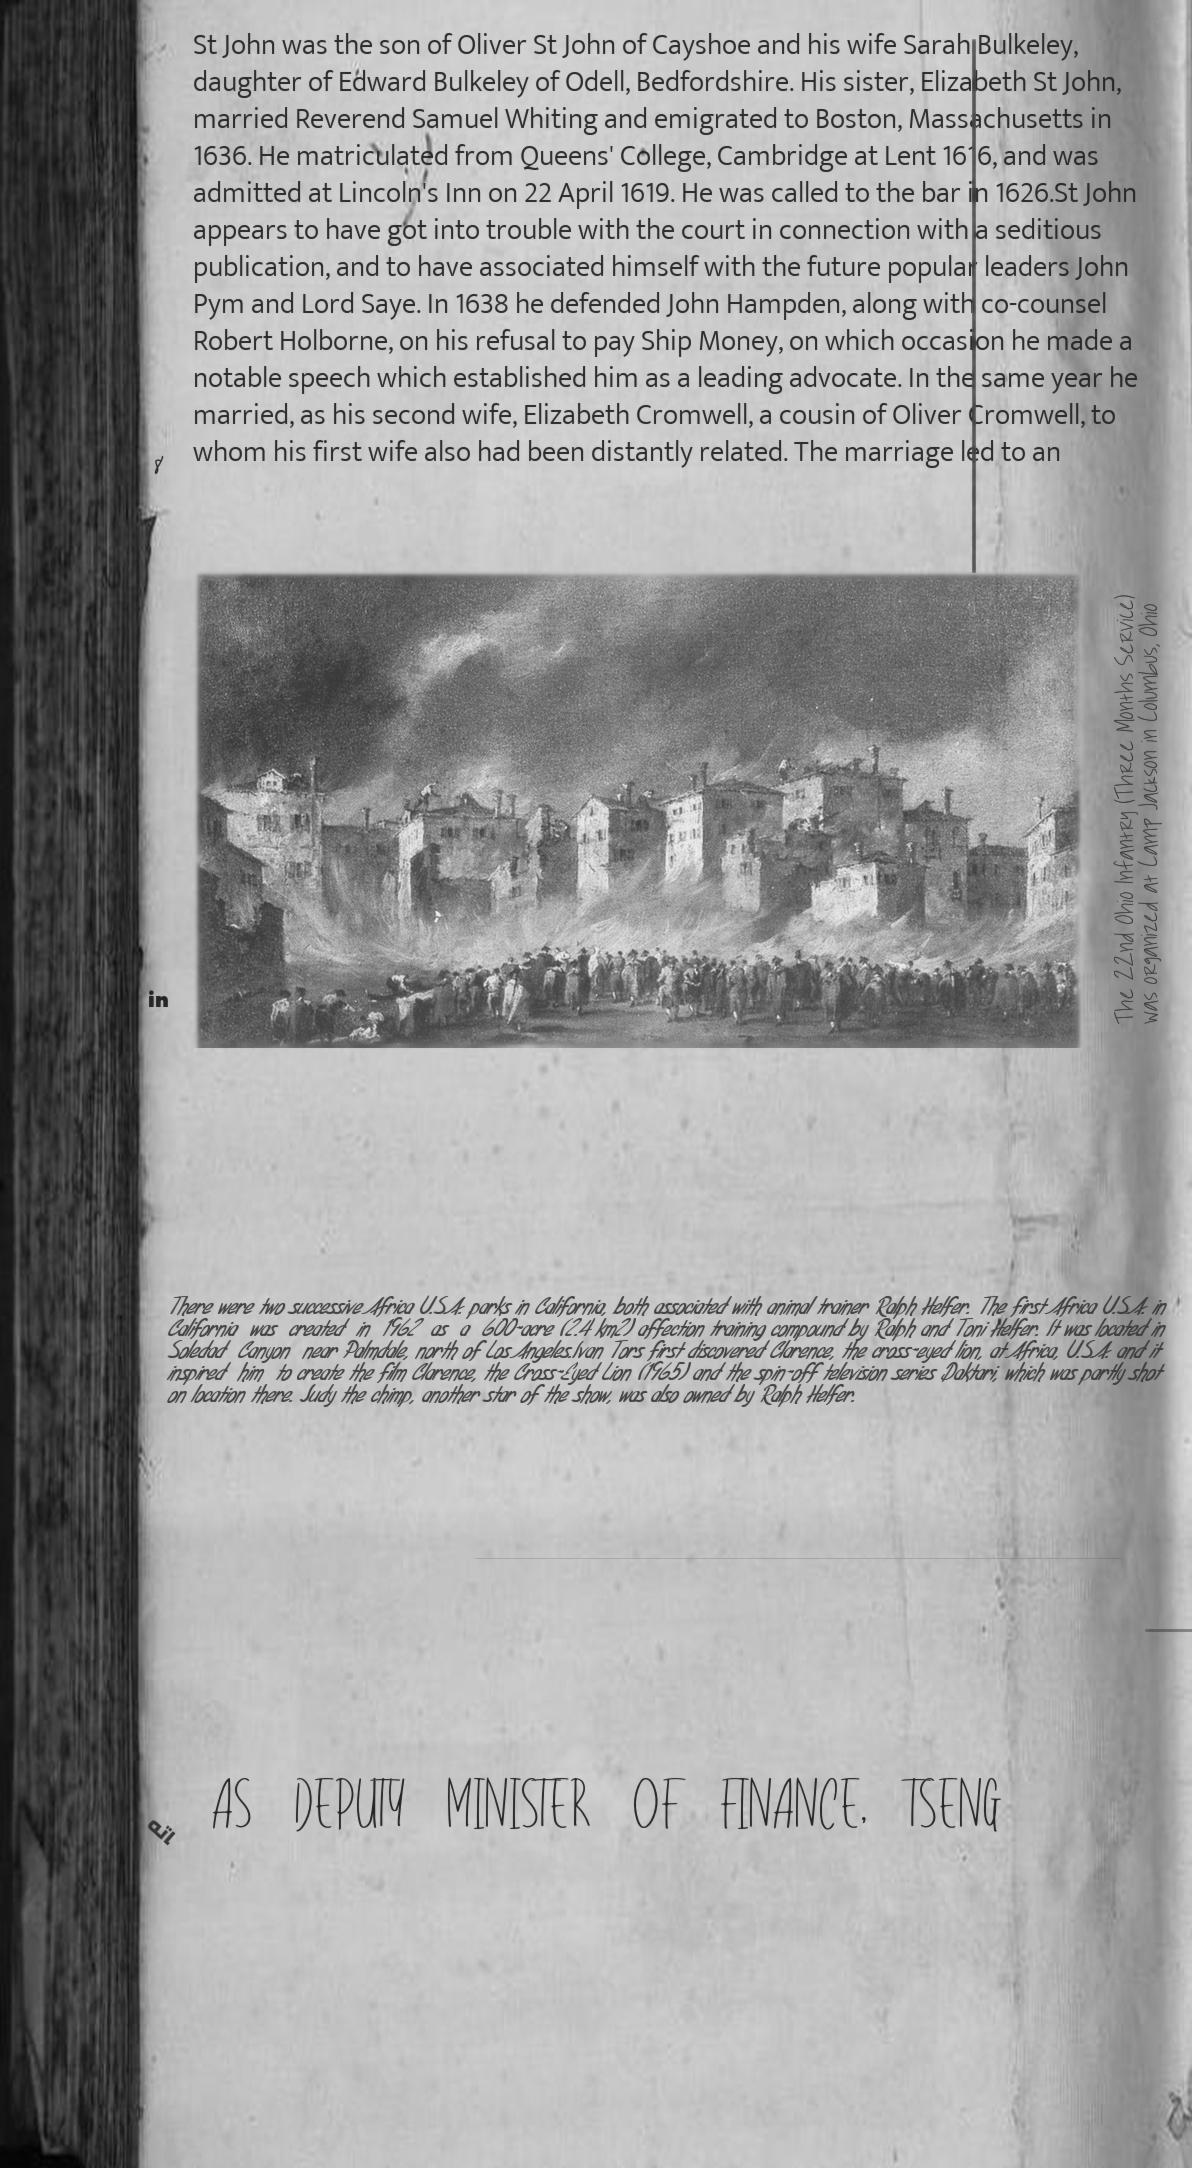 St John was the son of Oliver St John of Cayshoe and his wife Sarah Bulkeley,
daughter of Edward Bulkeley of Odell, Bedfordshire. His sister, Elizabeth St John,
married Reverend Samuel Whiting and emigrated to Boston, Massachusetts in
1636. He matriculated from Queens' College, Cambridge at Lent 1616, and was
admitted at Lincoln's Inn on 22 April 1619. He was called to the bar in 1626.St John
appears to have got into trouble with the court in connection with a seditious
publication, and to have associated himself with the future popular leaders John
Pym and Lord Saye. In 1638 he defended John Hampden, along with co-counsel
Robert Holborne, on his refusal to pay Ship Money, on which occasion he made a
notable speech which established him as a leading advocate. In the same year he
married, as his second wife, Elizabeth Cromwell, a cousin of Oliver Cromwell, to
whom his first wife also had been distantly related. The marriage led to an
The 22nd Ohio Infantry (Three Months Service)
was organized at Camp Jackson in Columbus, Ohio
in
There were two successive Africa U.S.A. parks in California, both associated with animal trainer Ralph Helfer. The first Africa U.S.A. in
California was created in 1962 as a 600-acre (2.4 km2) affection training compound by Ralph and Toni Helfer. It was located in
Soledad Canyon near Palmdale, north of Los Angeles.Ivan Tors first discovered Clarence, the cross-eyed lion, at Africa, U.S.A. and it
inspired him to create the film Clarence, the Cross-Eyed Lion (1965) and the spin-off television series Daktari, which was partly shot
on location there. Judy the chimp, another star of the show, was also owned by Ralph Helfer.
AS DEPUTY MINISTER OF FINANCE, TSENG